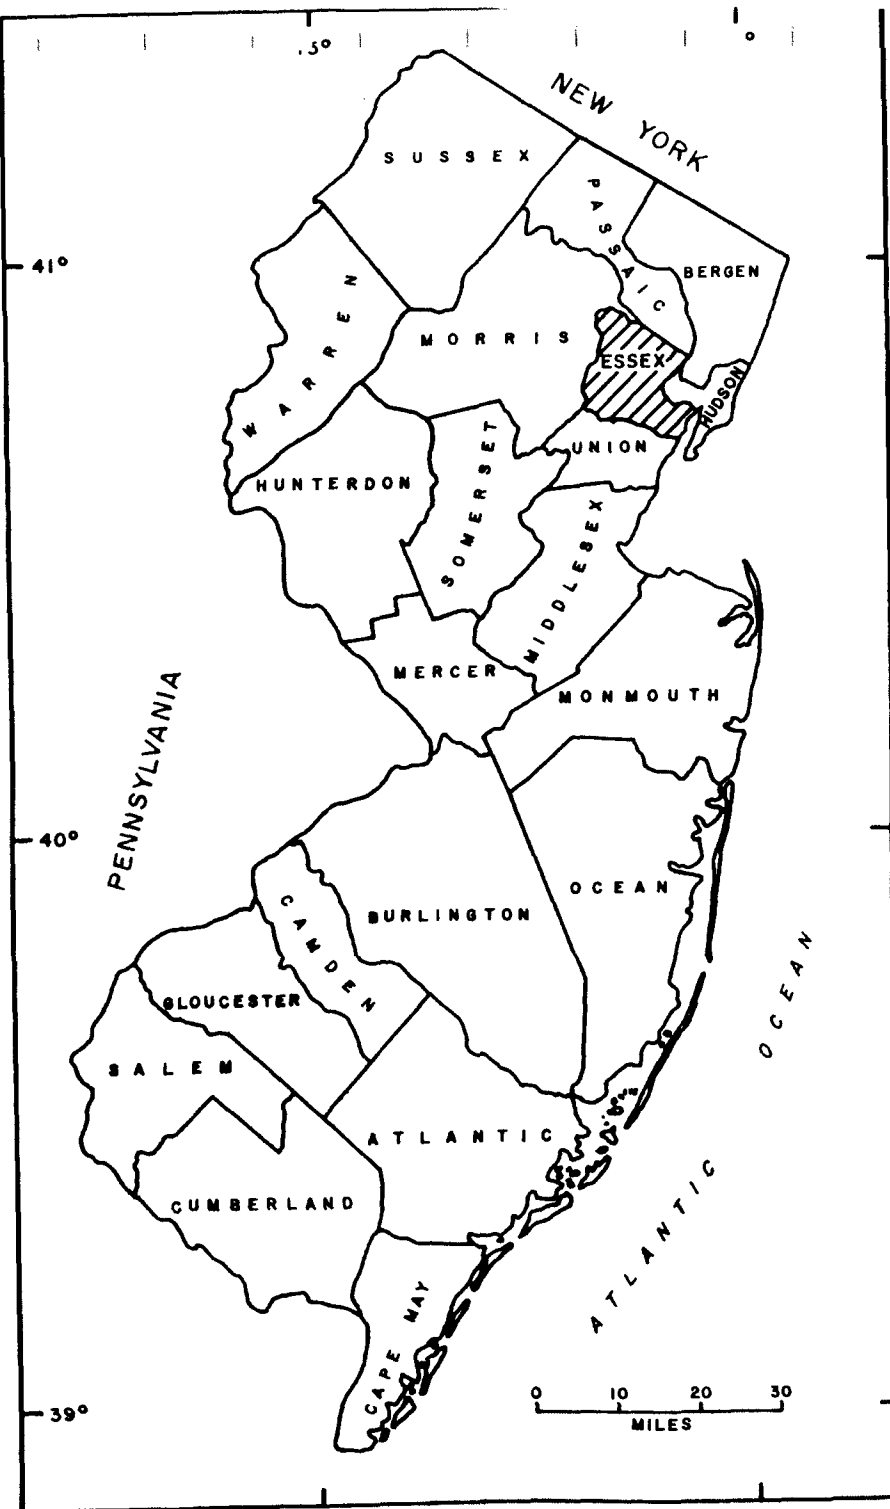 .5°
°
NEW YORK
SUSSEX
PASSAIC
41°
BERGEN
WARREN
MORRIS
ESSEX
HUDSON
UNION
HUNTERDON
SOMERSET
MIDDLESEX
MERCER
MONMOUTH
PENNSYLVANIA
40°
OCEAN
BURLINGTON
CAMDEN
GLOUCESTER
SALEM
ATLANTIC
CUMBERLAND
CAPE MAY
ATLANTIC OCEAN
39°
0 10 20 30
MILES